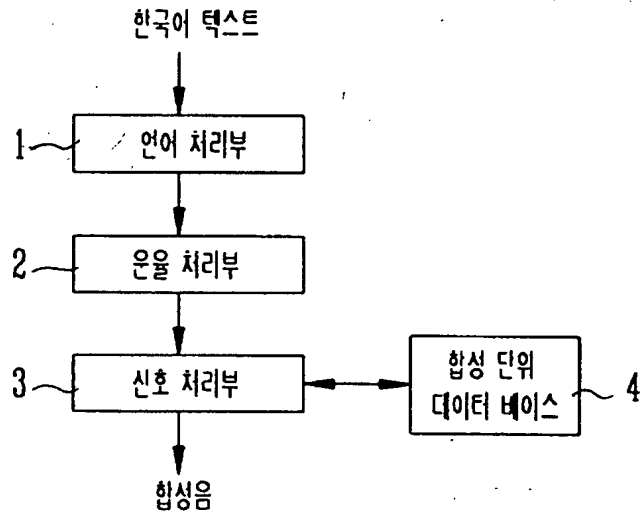 한국어 텍스트
1 언어 처리부
2 운율 처리부
3 신호 처리부
합성 단위
데이터 베이스 4
합성음